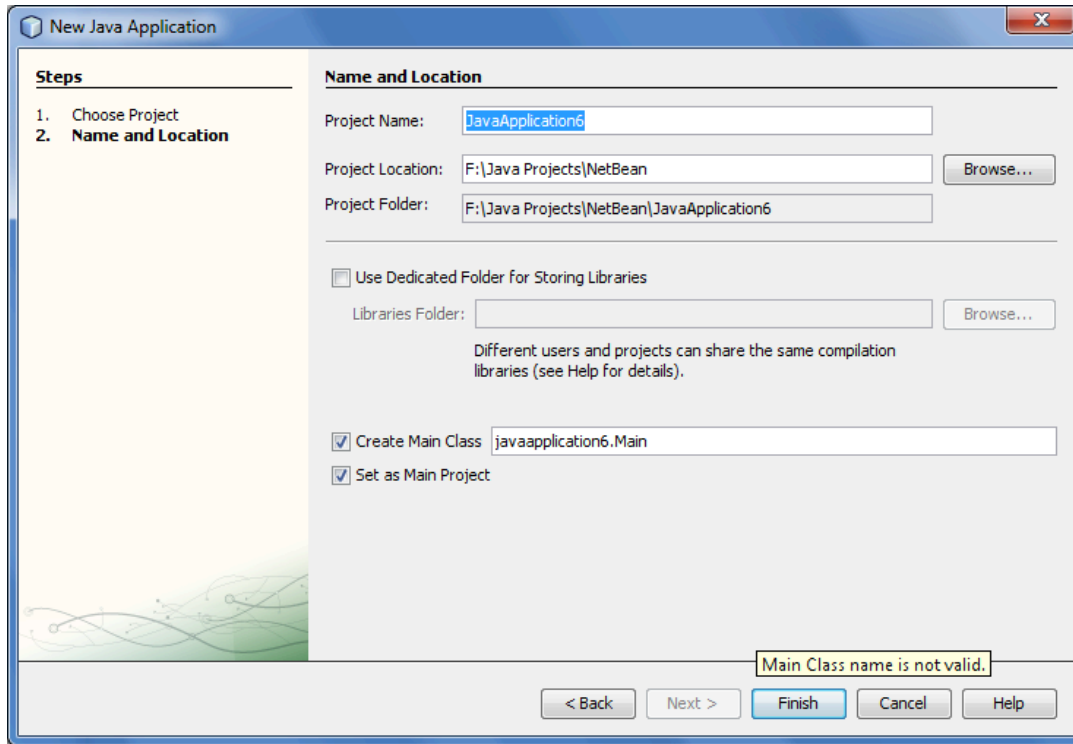 New Java Application
Steps
1. Choose Project
2. Name and Location
Name and Location
Project Name: JavaApplication6
Project Location: F:\Java Projects\NetBean Browse...
Project Folder: F:\Java Projects\NetBean\JavaApplication6
Use Dedicated Folder for Storing Libraries
Libraries Folder: Browse...
Different users and projects can share the same compilation
libraries (see Help for details).
Create Main Class javaapplication6.Main
Set as Main Project
Main Class name is not valid.
< Back Next > Finish Cancel Help